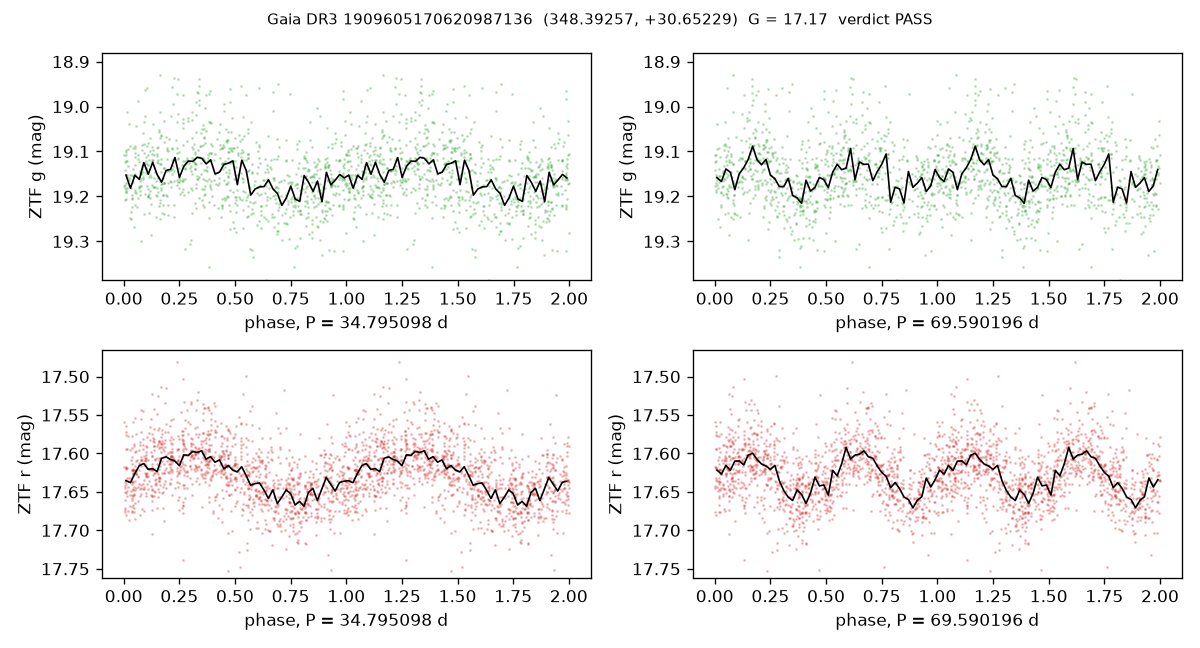 Gaia DR3 1909605170620987136  (348.39257, +30.65229)  G = 17.17  verdict PASS
ZTF g (mag)
18.9
19.0
19.1
19.2
19.3
0.00 0.25 0.50 0.75 1.00 1.25 1.50 1.75 2.00
phase, P = 34.795098 d
ZTF g (mag)
18.9
19.0
19.1
19.2
19.3
0.00 0.25 0.50 0.75 1.00 1.25 1.50 1.75 2.00
phase, P = 69.590196 d
ZTF r (mag)
17.50
17.55
17.60
17.65
17.70
17.75
0.00 0.25 0.50 0.75 1.00 1.25 1.50 1.75 2.00
phase, P = 34.795098 d
ZTF r (mag)
17.50
17.55
17.60
17.65
17.70
17.75
0.00 0.25 0.50 0.75 1.00 1.25 1.50 1.75 2.00
phase, P = 69.590196 d